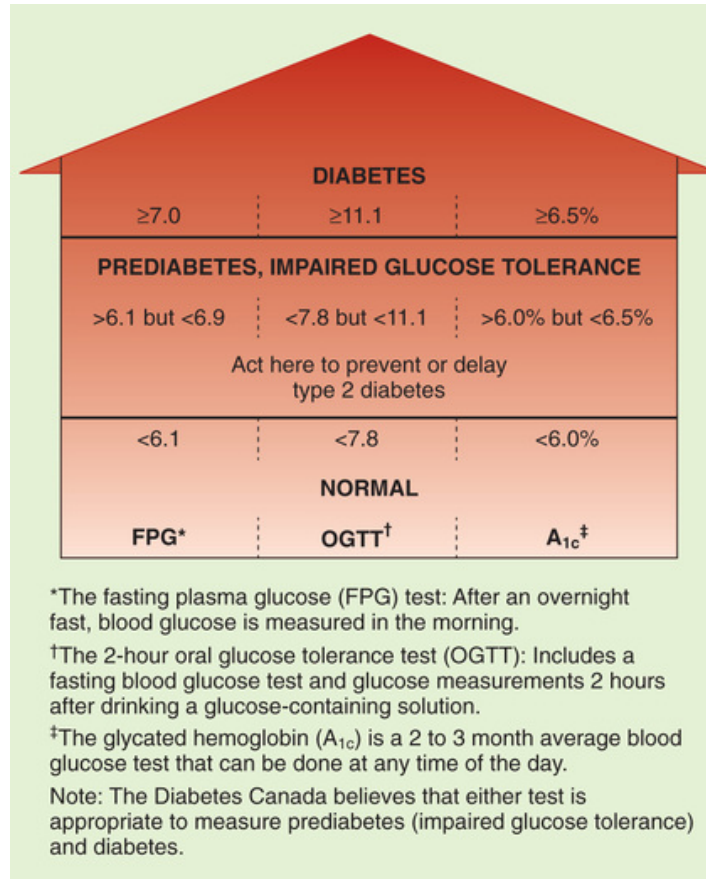 DIABETES
≥7.0 ≥11.1 ≥6.5%
PREDIABETES, IMPAIRED GLUCOSE TOLERANCE
>6.1 but <6.9 <7.8 but <11.1 >6.0% but <6.5%
Act here to prevent or delay
type 2 diabetes
<6.1 <7.8 <6.0%
NORMAL
FPG* OGTT† A1c‡
*The fasting plasma glucose (FPG) test: After an overnight
fast, blood glucose is measured in the morning.
†The 2-hour oral glucose tolerance test (OGTT): Includes a
fasting blood glucose test and glucose measurements 2 hours
after drinking a glucose-containing solution.
‡The glycated hemoglobin (A1c) is a 2 to 3 month average blood
glucose test that can be done at any time of the day.
Note: The Diabetes Canada believes that either test is
appropriate to measure prediabetes (impaired glucose tolerance)
and diabetes.